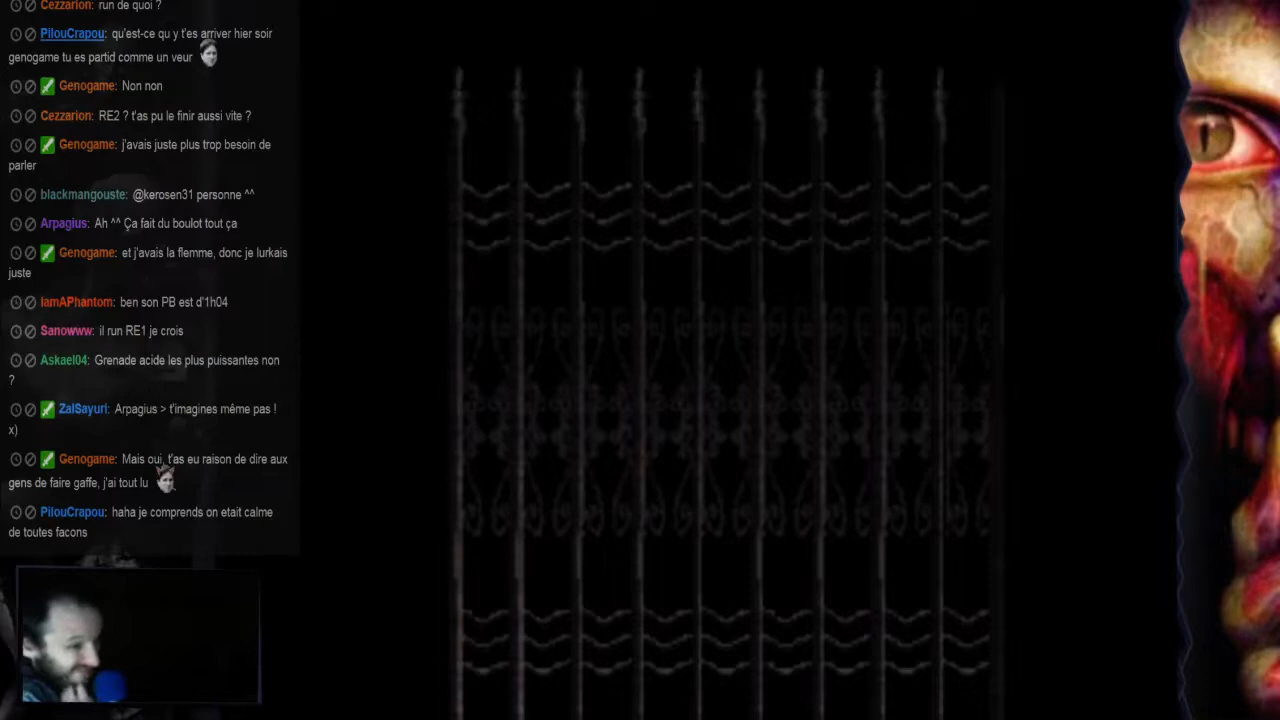 Cezzarion: run de quoi ?
PilouCrapou: qu'est-ce qu y t'es arriver hier soir
genogame tu es partid comme un veur
Genogame: Non non
Cezzarion: RE2 ? t'as pu le finir aussi vite ?
Genogame: j'avais juste plus trop besoin de
parler
blackmangouste: @kerosen31 personne ^^
Arpagius: Ah ^^ Ça fait du boulot tout ça
Genogame: et j'avais la flemme, donc je lurkais
juste
IamAPhantom: ben son PB est d'1h04
Sanowww: il run RE1 je crois
Askael04: Grenade acide les plus puissantes non
?
ZalSayuri: Arpagius > t'imagines même pas !
x)
Genogame: Mais oui, t'as eu raison de dire aux
gens de faire gaffe, j'ai tout lu
PilouCrapou: haha je comprends on etait calme
de toutes facons